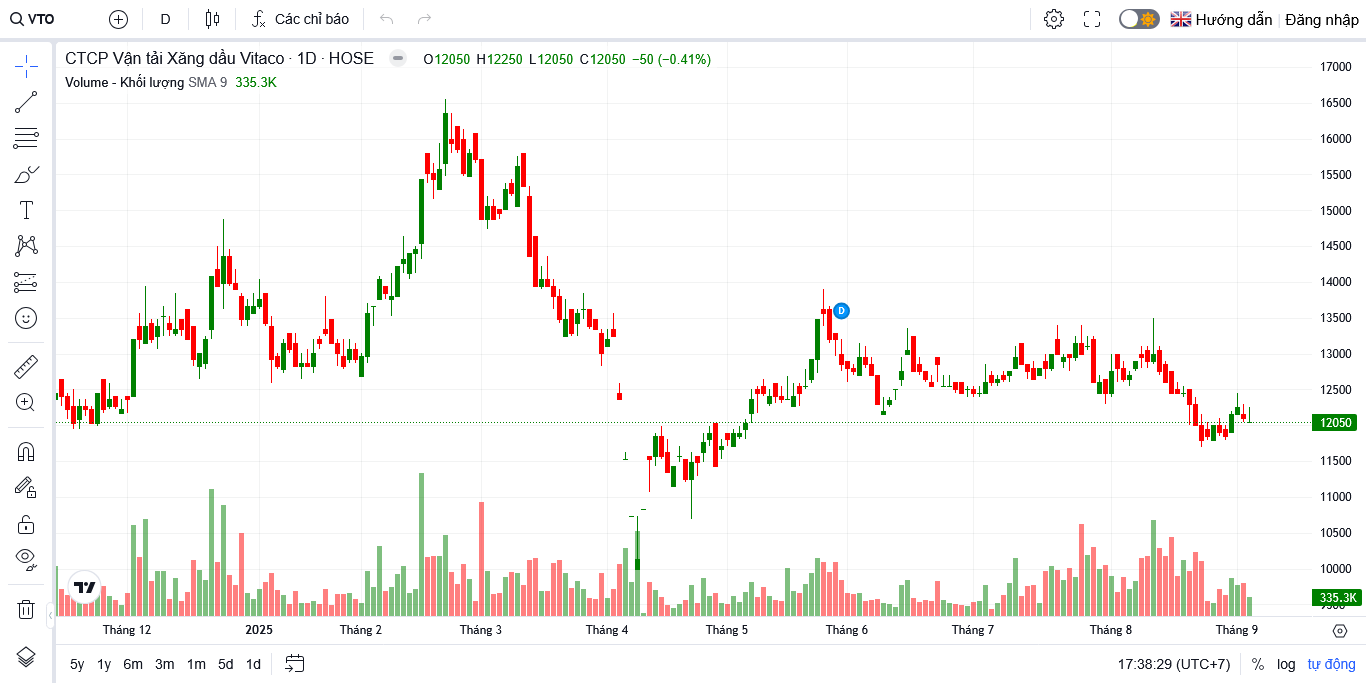 VTO D Các chỉ báo Hướng dẫn Đăng nhập
CTCP Vận tải Xăng dầu Vitaco · 1D · HOSE O12050 H12250 L12050 C12050 −50 (−0.41%)
Volume - Khối lượng SMA 9 335.3K
17000
16500
16000
15500
15000
14500
14000
13500
D
13000
12500
12050
11500
11000
10500
10000
335.3K
Tháng 12 2025 Tháng 2 Tháng 3 Tháng 4 Tháng 5 Tháng 6 Tháng 7 Tháng 8 Tháng 9
5y 1y 6m 3m 1m 5d 1d 17:38:29 (UTC+7) % log tự động